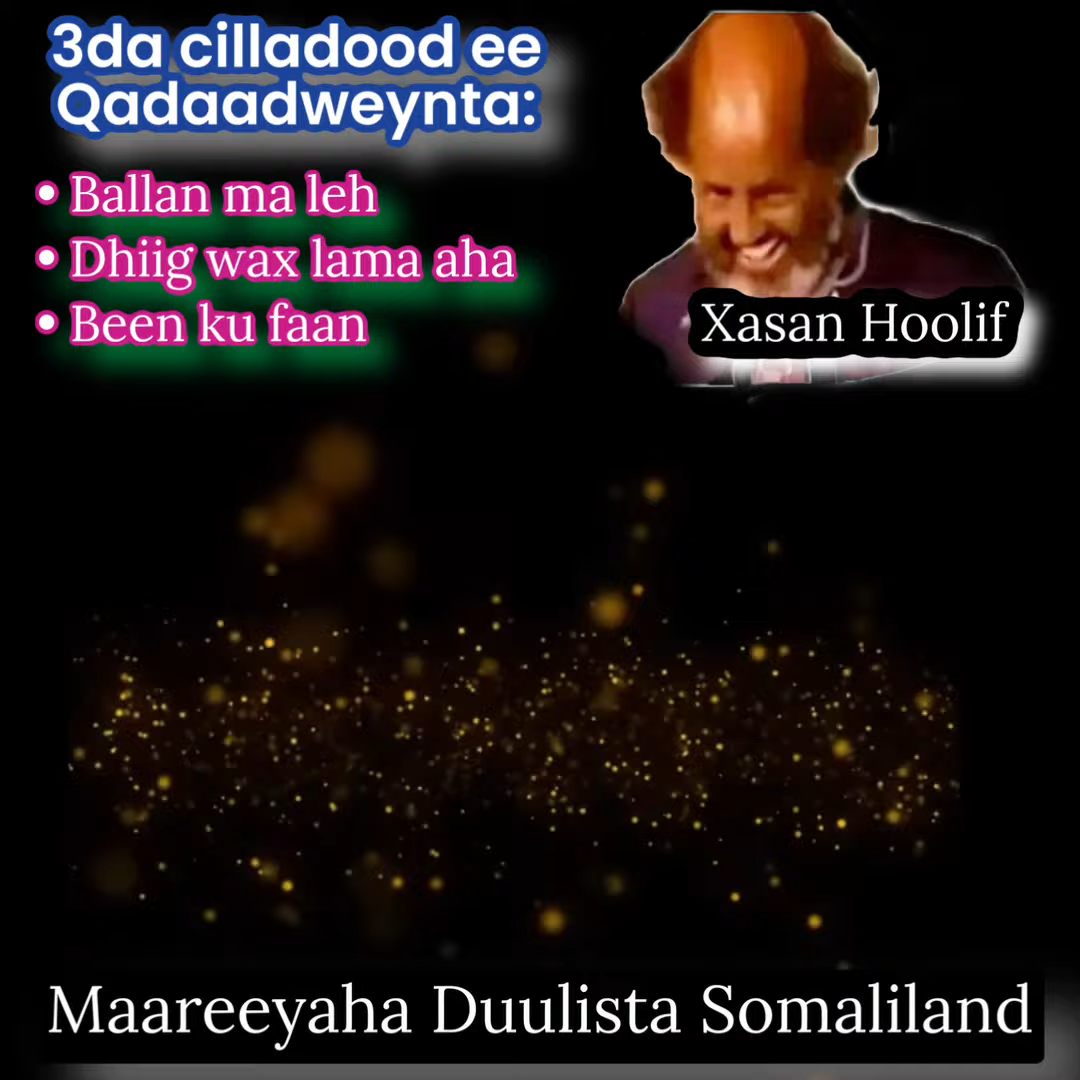 3da cilladood ee
Qadaadweynta:
• Ballan ma leh
• Dhiig wax lama aha
• Been ku faan
Xasan Hoolif
Maareeyaha Duulista Somaliland